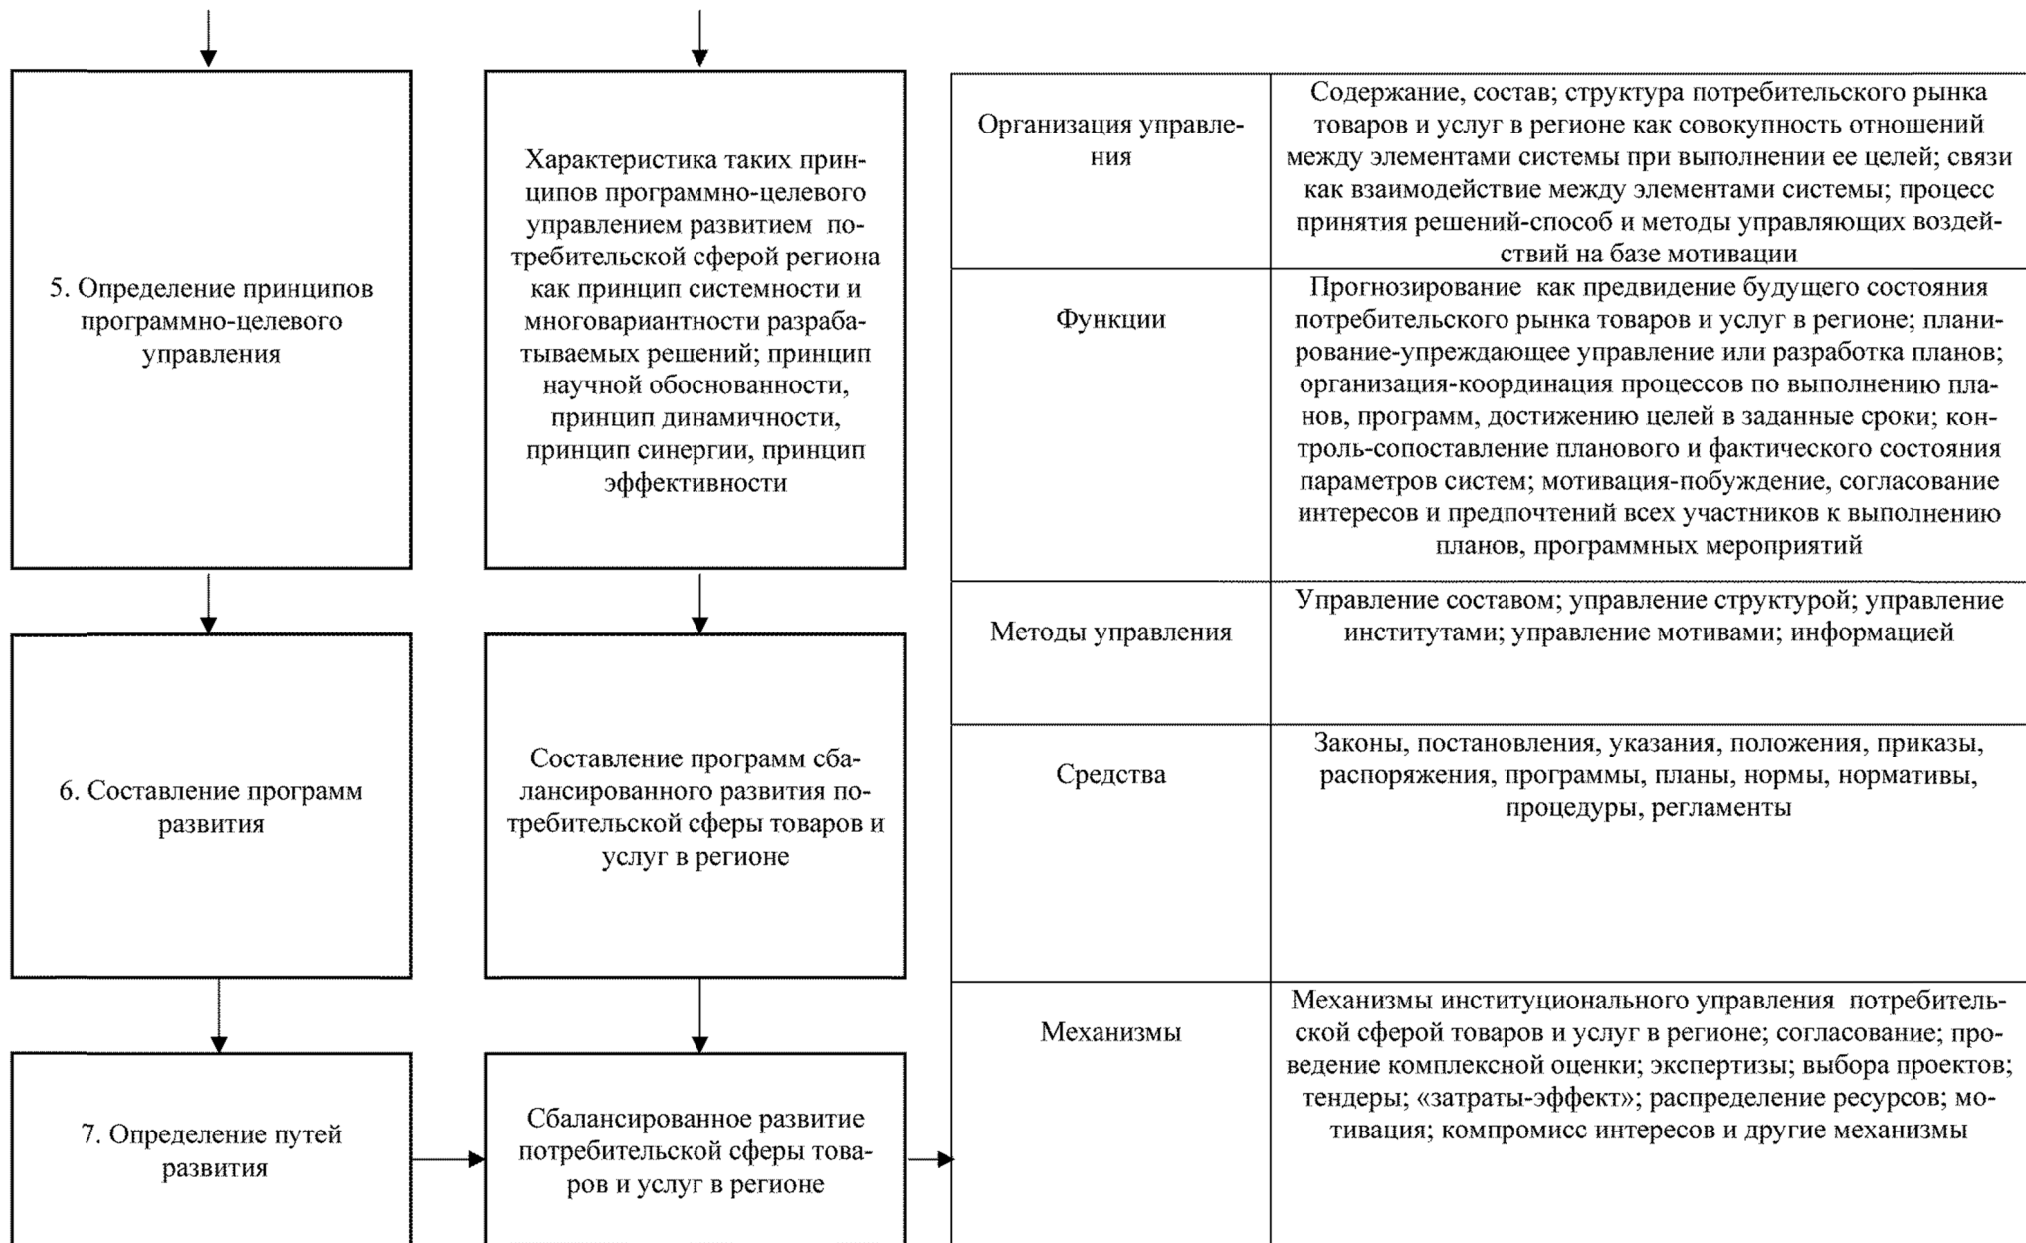 5. Определение принципов
программно-целевого
управления
Характеристика таких прин-
ципов программно-целевого
управлением развитием по-
требительской сферой региона
как принцип системности и
многовариантности разраба-
тываемых решений; принцип
научной обоснованности,
принцип динамичности,
принцип синергии, принцип
эффективности
Организация управле-
ния
Содержание, состав; структура потребительского рынка
товаров и услуг в регионе как совокупность отношений
между элементами системы при выполнении ее целей; связи
как взаимодействие между элементами системы; процесс
принятия решений-способ и методы управляющих воздей-
ствий на базе мотивации
Функции
Прогнозирование как предвидение будущего состояния
потребительского рынка товаров и услуг в регионе; плани-
рование-упреждающее управление или разработка планов;
организация-координация процессов по выполнению пла-
нов, программ, достижению целей в заданные сроки; кон-
троль-сопоставление планового и фактического состояния
параметров систем; мотивация-побуждение, согласование
интересов и предпочтений всех участников к выполнению
планов, программных мероприятий
Методы управления
Управление составом; управление структурой; управление
институтами; управление мотивами; информацией
6. Составление программ
развития
Составление программ сба-
лансированного развития по-
требительской сферы товаров и
услуг в регионе
Средства
Законы, постановления, указания, положения, приказы,
распоряжения, программы, планы, нормы, нормативы,
процедуры, регламенты
Механизмы
Механизмы институционального управления потребитель-
ской сферой товаров и услуг в регионе; согласование; про-
ведение комплексной оценки; экспертизы; выбора проектов;
тендеры; «затраты-эффект»; распределение ресурсов; мо-
тивация; компромисс интересов и другие механизмы
7. Определение путей
развития
Сбалансированное развитие
потребительской сферы това-
ров и услуг в регионе